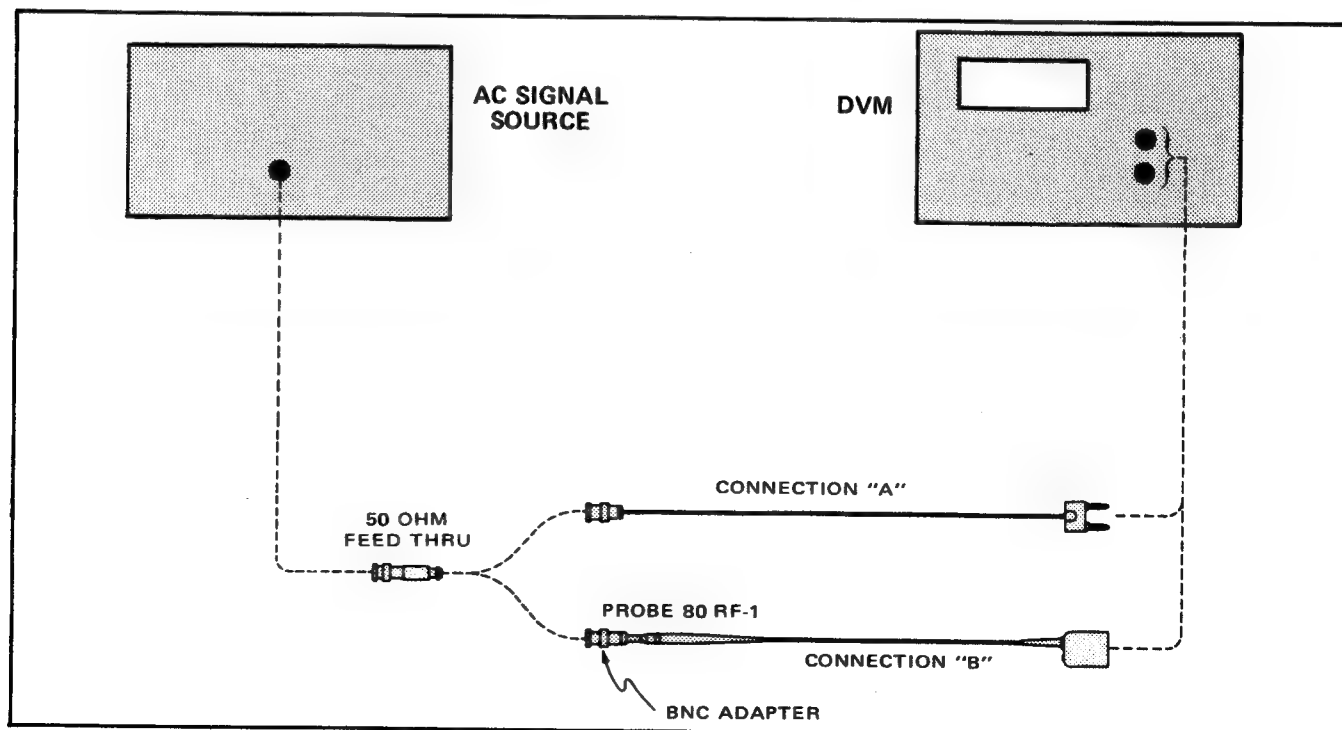 AC SIGNAL
SOURCE
DVM
CONNECTION "A"
50 OHM
FEED THRU
PROBE 80 RF-1
CONNECTION "B"
BNC ADAPTER